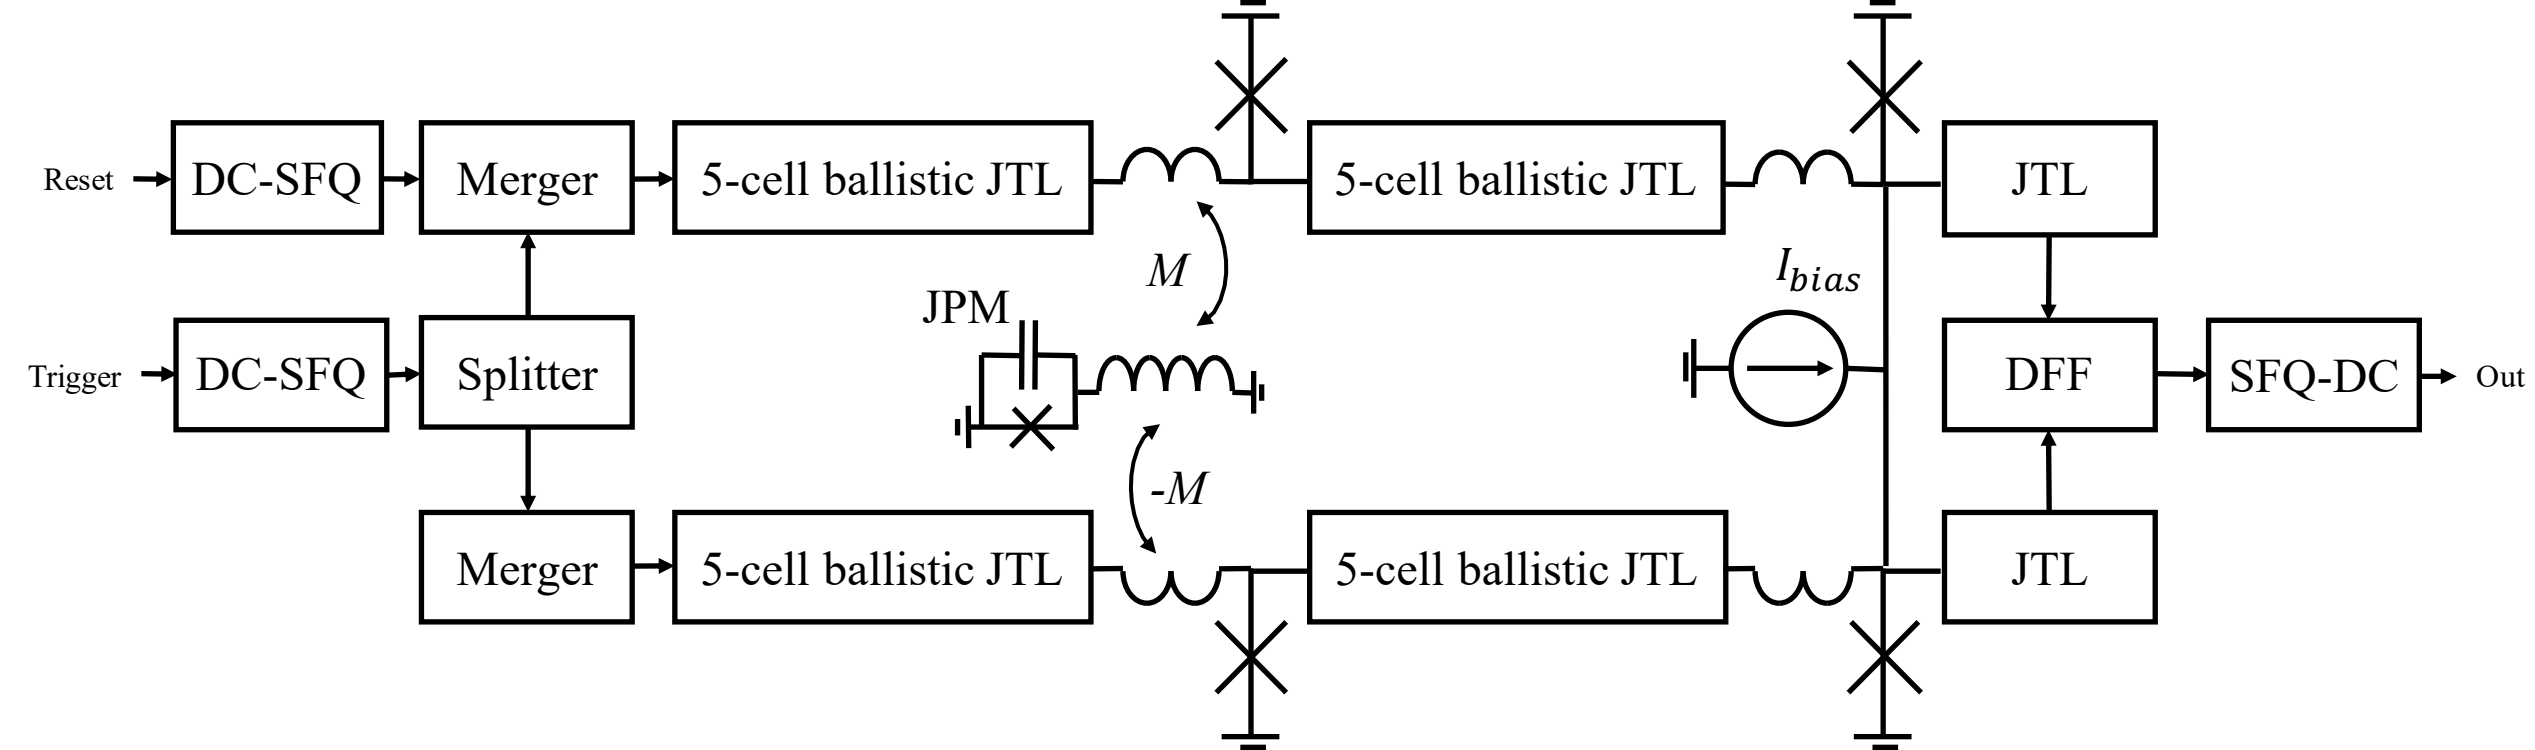 Reset
DC-SFQ
Merger
5-cell ballistic JTL
5-cell ballistic JTL
JTL
M
I_bias
JPM
Trigger
DC-SFQ
Splitter
DFF
SFQ-DC
Out
-M
Merger
5-cell ballistic JTL
5-cell ballistic JTL
JTL